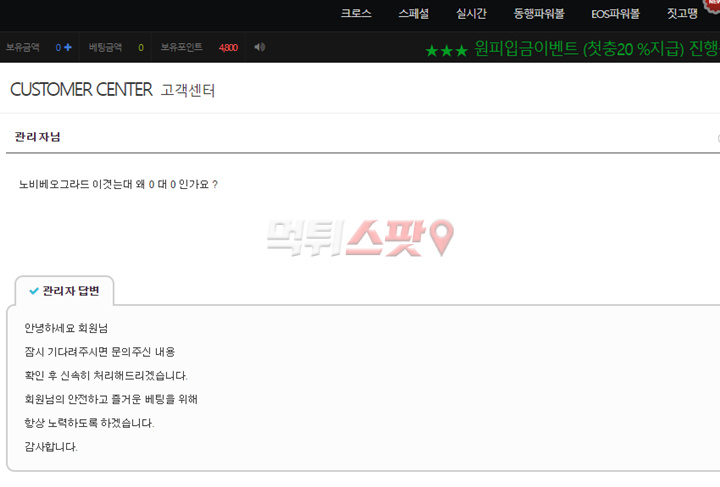 크로스 스페셜 실시간 동행파워볼 EOS파워볼 짓고땡 NEW
보유금액 0 + 베팅금액 0 보유포인트 4,800 ★★★ 원피입금이벤트 (첫충20 %지급) 진행
CUSTOMER CENTER 고객센터
관리자님
노비베오그라드 이겻는대 왜 0 대 0 인가요 ?
먹튀스팟
관리자 답변
안녕하세요 회원님
잠시 기다려주시면 문의주신 내용
확인 후 신속히 처리해드리겠습니다.
회원님의 안전하고 즐거운 베팅을 위해
항상 노력하도록 하겠습니다.
감사합니다.